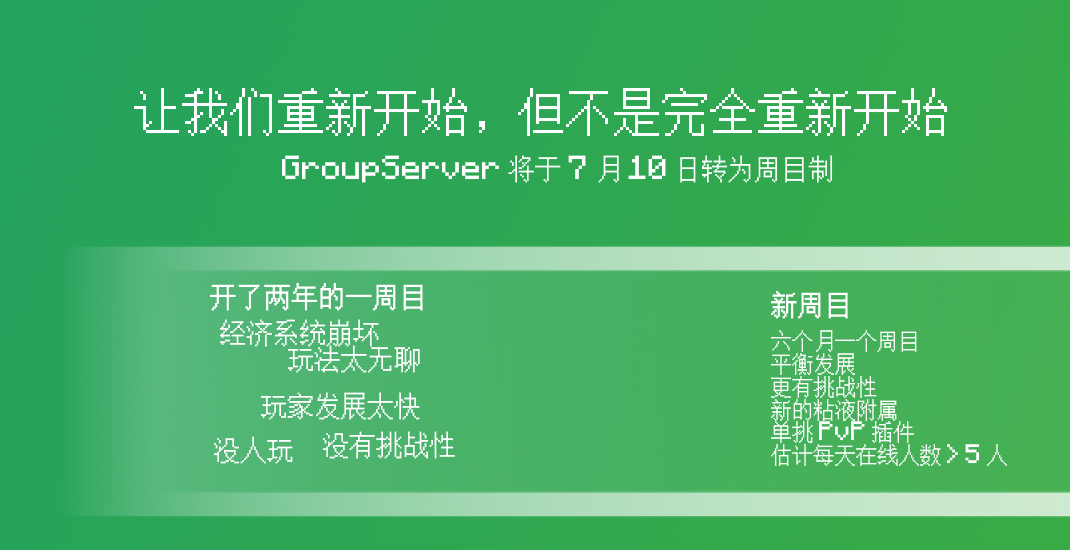 让我们重新开始，但不是完全重新开始
GroupServer 将于 7 月 10 日转为周目制
开了两年的一周目
经济系统崩坏
玩法太无聊
玩家发展太快
没人玩
没有挑战性
新周目
六个月一个周目
平衡发展
更有挑战性
新的粘液附属
单挑 PvP 插件
估计每天在线人数 > 5 人